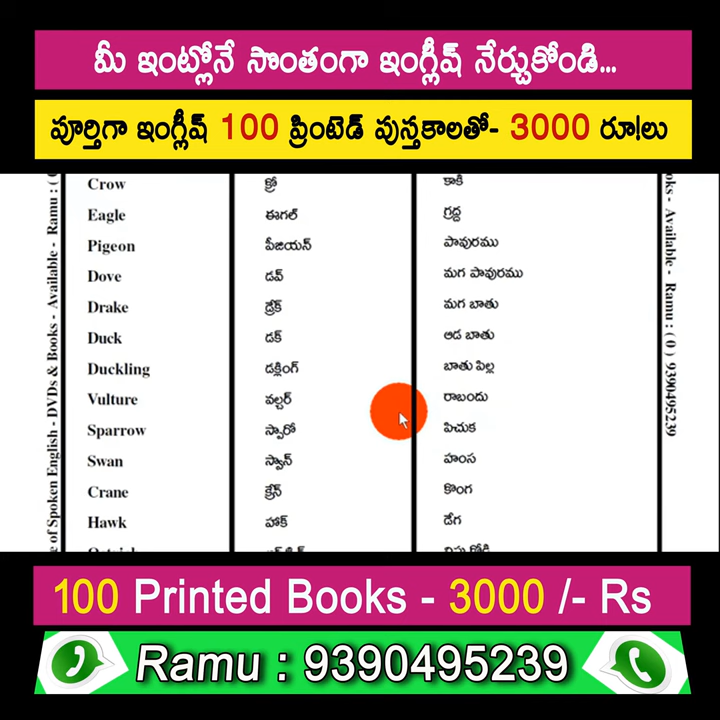 మీ ఇంట్లోనే సొంతంగా ఇంగ్లీష్ నేర్చుకోండి...
పూర్తిగా ఇంగ్లీష్ 100 ప్రింటెడ్ పుస్తకాలతో- 3000 రూ!లు
Crow క్రో కాకి
Eagle ఈగల్ గ్రద్ద
Pigeon పీజియన్ పావురము
Dove డవ్ మగ పావురము
Drake డ్రేక్ మగ బాతు
Duck డక్ ఆడ బాతు
Duckling డక్లింగ్ బాతు పిల్ల
Vulture వల్చర్ రాబందు
Sparrow స్పారో పిచుక
Swan స్వాన్ హంస
Crane క్రేన్ కొంగ
Hawk హాక్ డేగ
e of Spoken English - DVDs & Books - Available - Ramu : (
oks - Available - Ramu : ( 0 ) 9390495239
100 Printed Books - 3000 /- Rs
Ramu : 9390495239